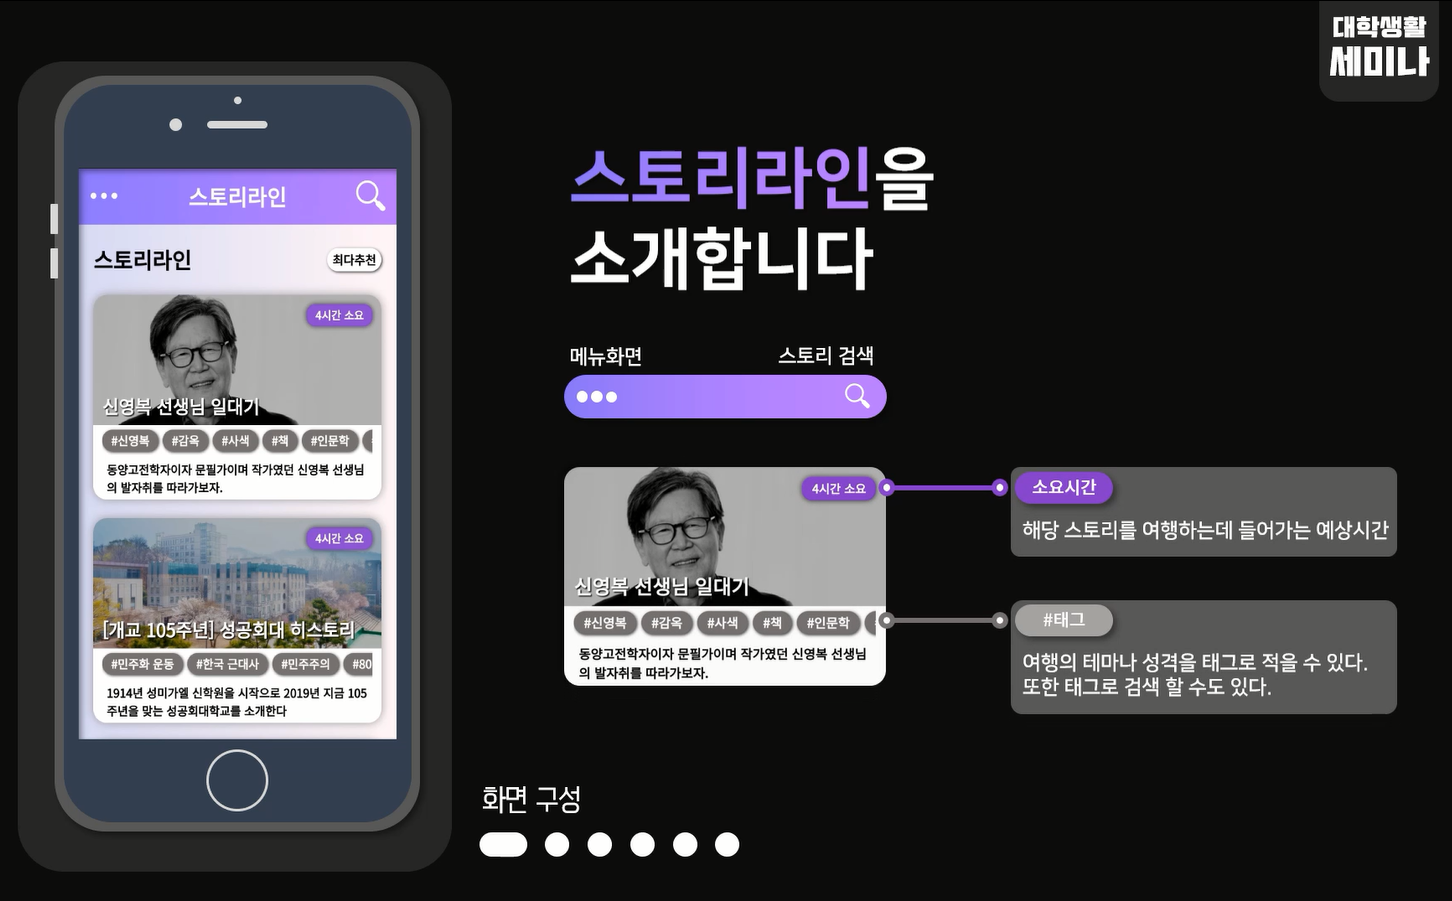 대학생활
세미나
스토리라인
스토리라인
최다추천
4시간 소요
신영복 선생님 일대기
#신영복 #감옥 #사색 #책 #인문학
동양고전학자이자 문필가이며 작가였던 신영복 선생님
의 발자취를 따라가보자.
4시간 소요
[개교 105주년] 성공회대 히스토리
#민주화 운동 #한국 근대사 #민주주의 #80
1914년 성미가엘 신학원을 시작으로 2019년 지금 105
주년을 맞는 성공회대학교를 소개한다
스토리라인을
소개합니다
메뉴화면 스토리 검색
4시간 소요
신영복 선생님 일대기
#신영복 #감옥 #사색 #책 #인문학
동양고전학자이자 문필가이며 작가였던 신영복 선생님
의 발자취를 따라가보자.
소요시간
해당 스토리를 여행하는데 들어가는 예상시간
#태그
여행의 테마나 성격을 태그로 적을 수 있다.
또한 태그로 검색 할 수도 있다.
화면 구성